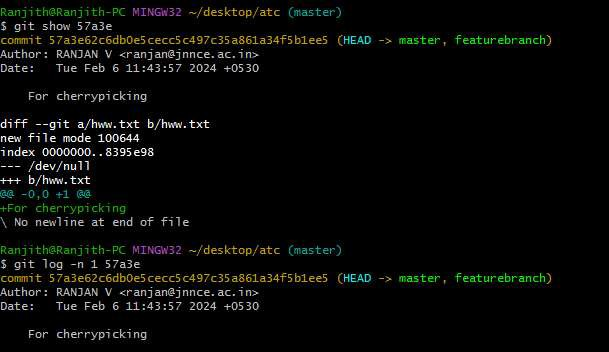 Ranjith@Ranjith-PC MINGW32 ~/desktop/atc (master)
$ git show 57a3e
commit 57a3e62c6db0e5cecc5c497c35a861a34f5b1ee5 (HEAD -> master, featurebranch)
Author: RANJAN V <ranjan@jnnce.ac.in>
Date:   Tue Feb 6 11:43:57 2024 +0530

    For cherrypicking

diff --git a/hww.txt b/hww.txt
new file mode 100644
index 0000000..8395e98
--- /dev/null
+++ b/hww.txt
@@ -0,0 +1 @@
+For cherrypicking
\ No newline at end of file

Ranjith@Ranjith-PC MINGW32 ~/desktop/atc (master)
$ git log -n 1 57a3e
commit 57a3e62c6db0e5cecc5c497c35a861a34f5b1ee5 (HEAD -> master, featurebranch)
Author: RANJAN V <ranjan@jnnce.ac.in>
Date:   Tue Feb 6 11:43:57 2024 +0530

    For cherrypicking